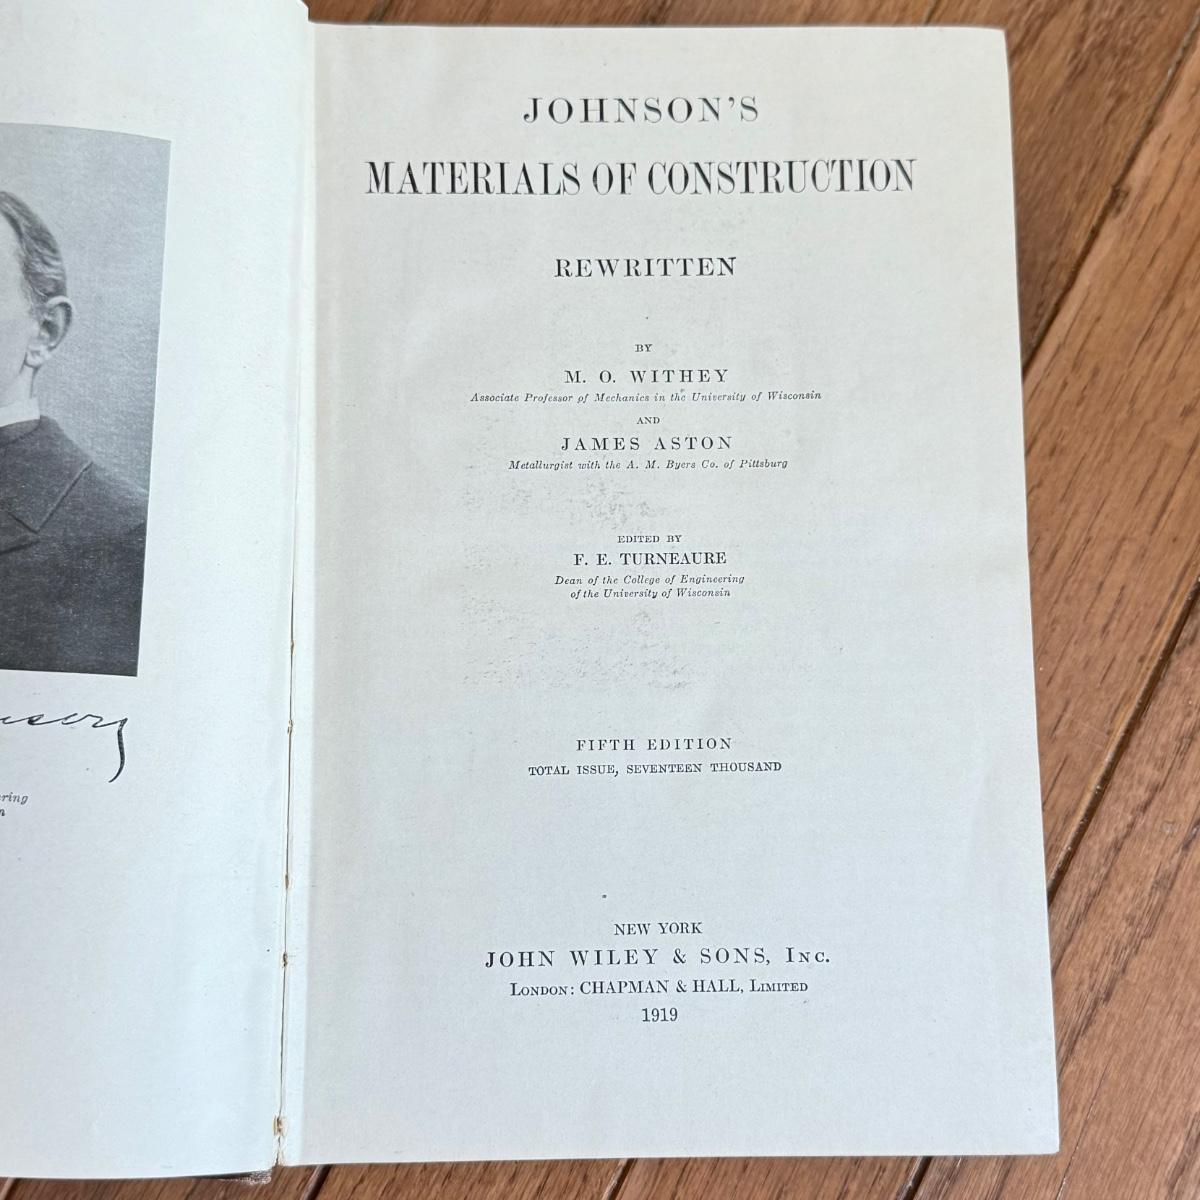 JOHNSON'S
MATERIALS OF CONSTRUCTION
REWRITTEN
BY
M. O. WITHEY
Associate Professor of Mechanics in the University of Wisconsin
AND
JAMES ASTON
Metallurgist with the A. M. Byers Co. of Pittsburg
EDITED BY
F. E. TURNEAURE
Dean of the College of Engineering
of the University of Wisconsin
FIFTH EDITION
TOTAL ISSUE, SEVENTEEN THOUSAND
NEW YORK
JOHN WILEY & SONS, Inc.
London: CHAPMAN & HALL, Limited
1919